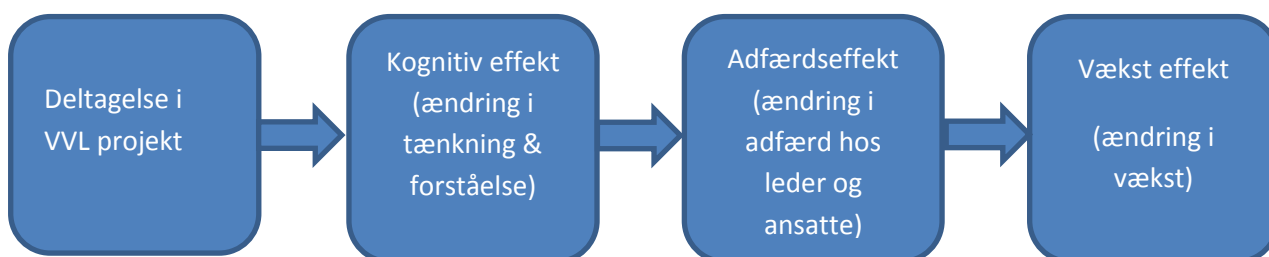 Deltagelse i
VVL projekt
Kognitiv effekt
(ændring i
tænkning &
forståelse)
Adfærdseffekt
(ændring i
adfærd hos
leder og
ansatte)
Vækst effekt
(ændring i
vækst)